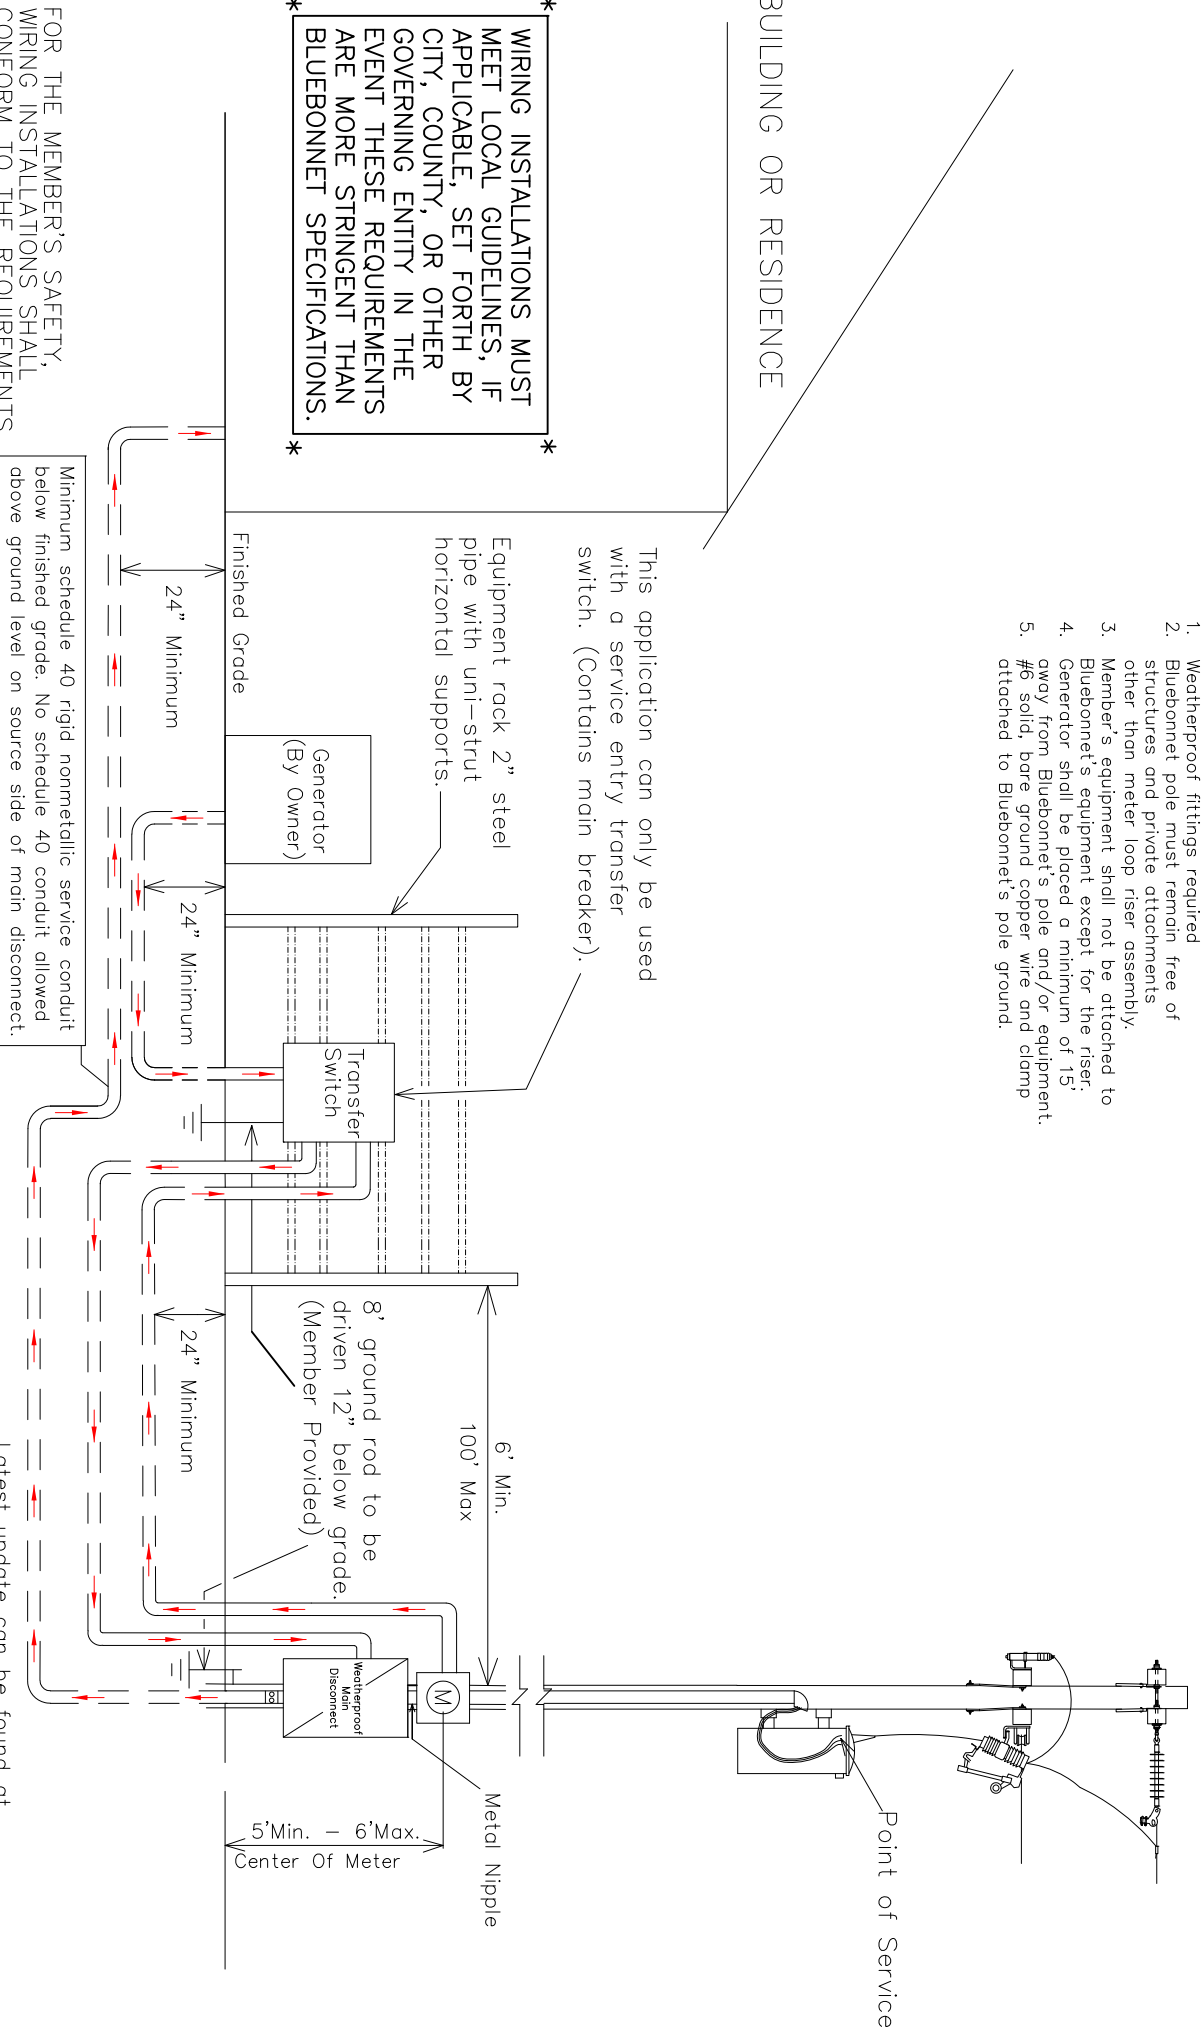 1. Weatherproof fittings required
2. Bluebonnet pole must remain free of
structures and private attachments
other than meter loop riser assembly.
3. Member's equipment shall not be attached to
Bluebonnet's equipment except for the riser.
4. Generator shall be placed a minimum of 15'
away from Bluebonnet's pole and/or equipment.
5. #6 solid, bare ground copper wire and clamp
attached to Bluebonnet's pole ground.
BUILDING OR RESIDENCE
*
*
WIRING INSTALLATIONS MUST
MEET LOCAL GUIDELINES, IF
APPLICABLE, SET FORTH BY
CITY, COUNTY, OR OTHER
GOVERNING ENTITY IN THE
EVENT THESE REQUIREMENTS
ARE MORE STRINGENT THAN
BLUEBONNET SPECIFICATIONS.
*
*
This application can only be used
with a service entry transfer
switch. (Contains main breaker).
Equipment rack 2" steel
pipe with uni-strut
horizontal supports.
Point of Service
6' Min.
100' Max
Metal Nipple
M
Transfer
Switch
Generator
(By Owner)
8' ground rod to be
driven 12" below grade.
(Member Provided)
Weatherproof
Main
Disconnect
5'Min. - 6'Max.
Center Of Meter
Finished Grade
24" Minimum
24" Minimum
24" Minimum
Minimum schedule 40 rigid nonmetallic service conduit
below finished grade. No schedule 40 conduit allowed
above ground level on source side of main disconnect.
FOR THE MEMBER'S SAFETY,
WIRING INSTALLATIONS SHALL
CONFORM TO THE REQUIREMENTS
Latest update can be found at